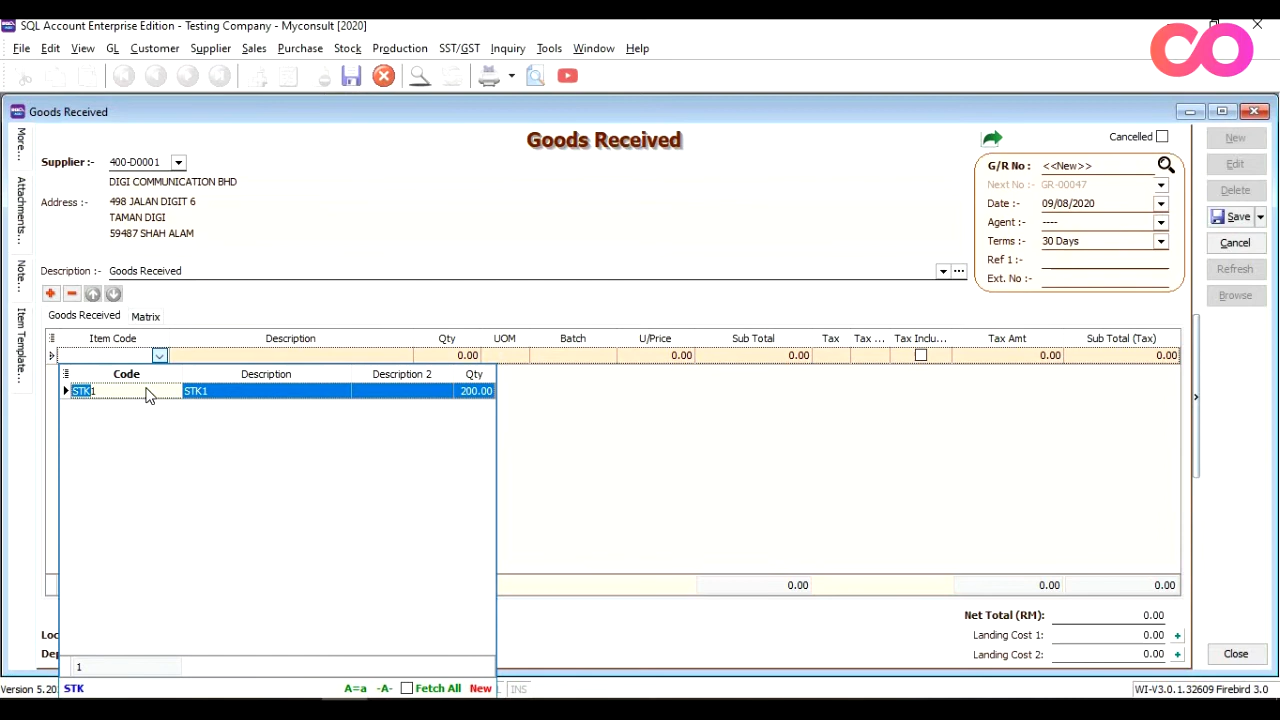 SQL Account Enterprise Edition - Testing Company - Myconsult [2020]
File Edit View GL Customer Supplier Sales Purchase Stock Production SST/GST Inquiry Tools Window Help
CO
Goods Received
More...
Attachments...
Note...
Item Template...
Goods Received
Cancelled
Supplier :- 400-D0001
DIGI COMMUNICATION BHD
Address :- 498 JALAN DIGIT 6
TAMAN DIGI
59487 SHAH ALAM
G/R No : <<New>>
Next No :- GR-00047
Date :- 09/08/2020
Agent :- ----
Terms :- 30 Days
Ref 1 :-
Ext. No :-
New
Edit
Delete
Save
Cancel
Refresh
Browse
Description :- Goods Received
Goods Received Matrix
Item Code Description Qty UOM Batch U/Price Sub Total Tax Tax ... Tax Inclu... Tax Amt Sub Total (Tax)
0.00 0.00 0.00 0.00 0.00
Code Description Description 2 Qty
STK1 STK1 200.00
0.00 0.00 0.00
Net Total (RM): 0.00
Landing Cost 1: 0.00
Landing Cost 2: 0.00
Close
1
STK A=a -A- Fetch All New
Version 5.20 INS WI-V3.0.1.32609 Firebird 3.0